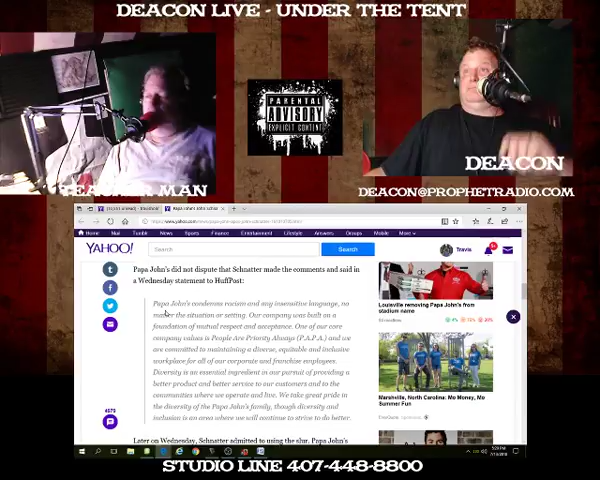 DEACON LIVE - UNDER THE TENT
PARENTAL
ADVISORY
EXPLICIT CONTENT
DEACON
MAN
DEACON@PROPHETRADIO.COM
Home Mail Tumblr News Sports Finance Entertainment Lifestyle Answers Groups Mobile More
YAHOO!
Search
Search
Travis
Papa John's did not dispute that Schnatter made the comments and said in
a Wednesday statement to HuffPost:
Papa John's condemns racism and any insensitive language, no
matter the situation or setting. Our company was built on a
foundation of mutual respect and acceptance. One of our core
company values is People Are Priority Always (P.A.P.A.) and we
are committed to maintaining a diverse, equitable and inclusive
workplace for all of our corporate and franchise employees.
Diversity is an essential ingredient in our pursuit of providing a
better product and better service to our customers and to the
communities where we operate and live. We take great pride in
the diversity of the Papa John's family, though diversity and
inclusion is an area where we will continue to strive to do better.
Later on Wednesday, Schnatter admitted to using the slur. Papa John's
Louisville removing Papa John's from
stadium name
Marshville, North Carolina: Mo Money, Mo
Summer Fun
4575
STUDIO LINE 407-448-8800